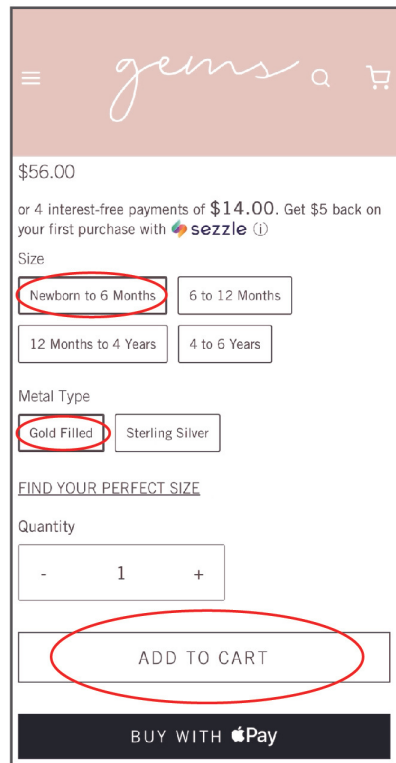 gems
$56.00
or 4 interest-free payments of $14.00. Get $5 back on
your first purchase with sezzle ⓘ
Size
Newborn to 6 Months
6 to 12 Months
12 Months to 4 Years
4 to 6 Years
Metal Type
Gold Filled
Sterling Silver
FIND YOUR PERFECT SIZE
Quantity
- 1 +
ADD TO CART
BUY WITH Pay